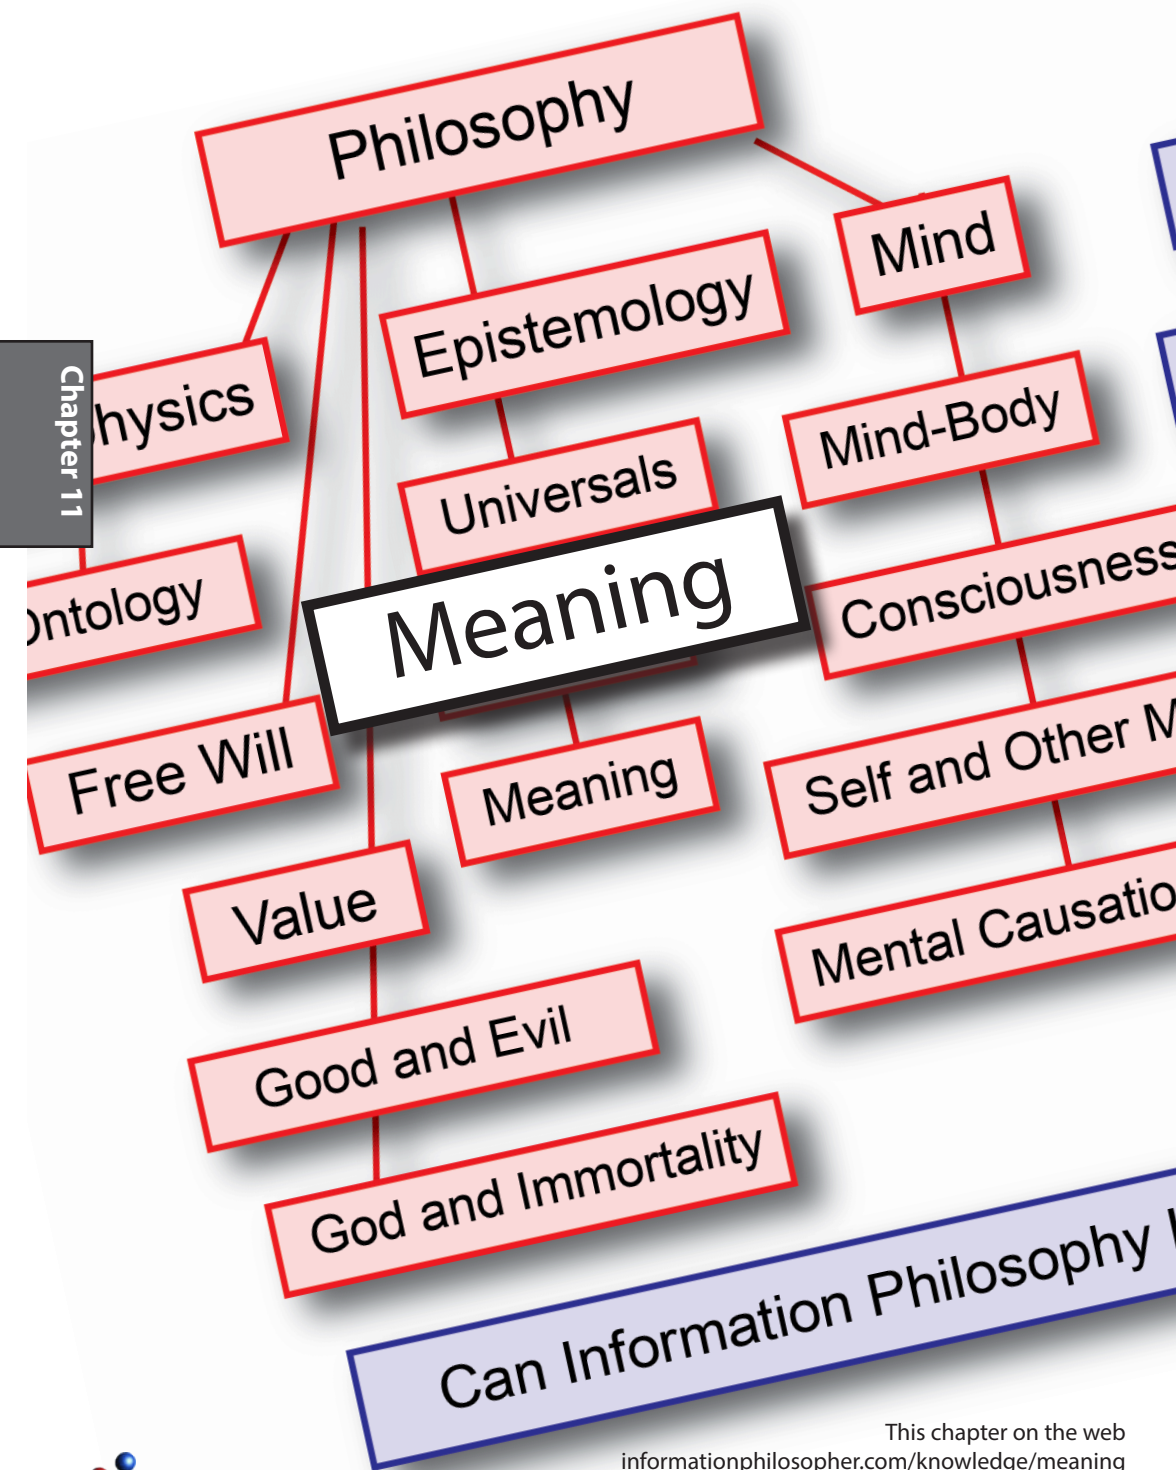 Philosophy
Mind
Epistemology
hysics
Mind-Body
Universals
Chapter 11
Consciousness
Meaning
Ontology
Self and Other M
Free Will
Meaning
Value
Mental Causatio
Good and Evil
God and Immortality
Can Information Philosophy
This chapter on the web
informationphilosopher.com/knowledge/meaning